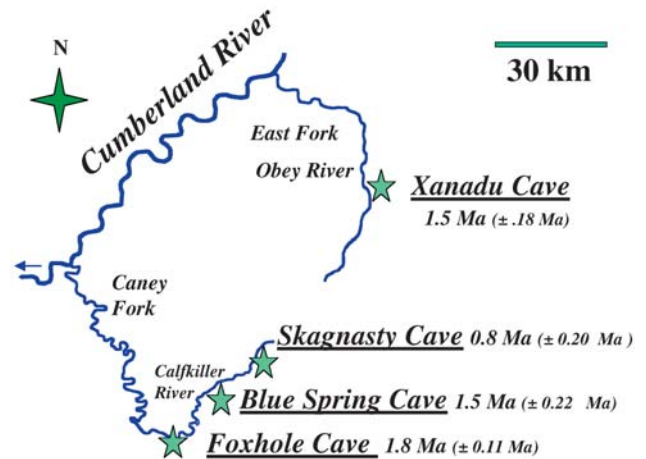 N
Cumberland River
30 km
East Fork
Obey River
Xanadu Cave
1.5 Ma (± .18 Ma)
Caney
Fork
Skagnasty Cave 0.8 Ma (± 0.20 Ma )
Calfkiller
River
Blue Spring Cave 1.5 Ma (± 0.22 Ma)
Foxhole Cave 1.8 Ma (± 0.11 Ma)